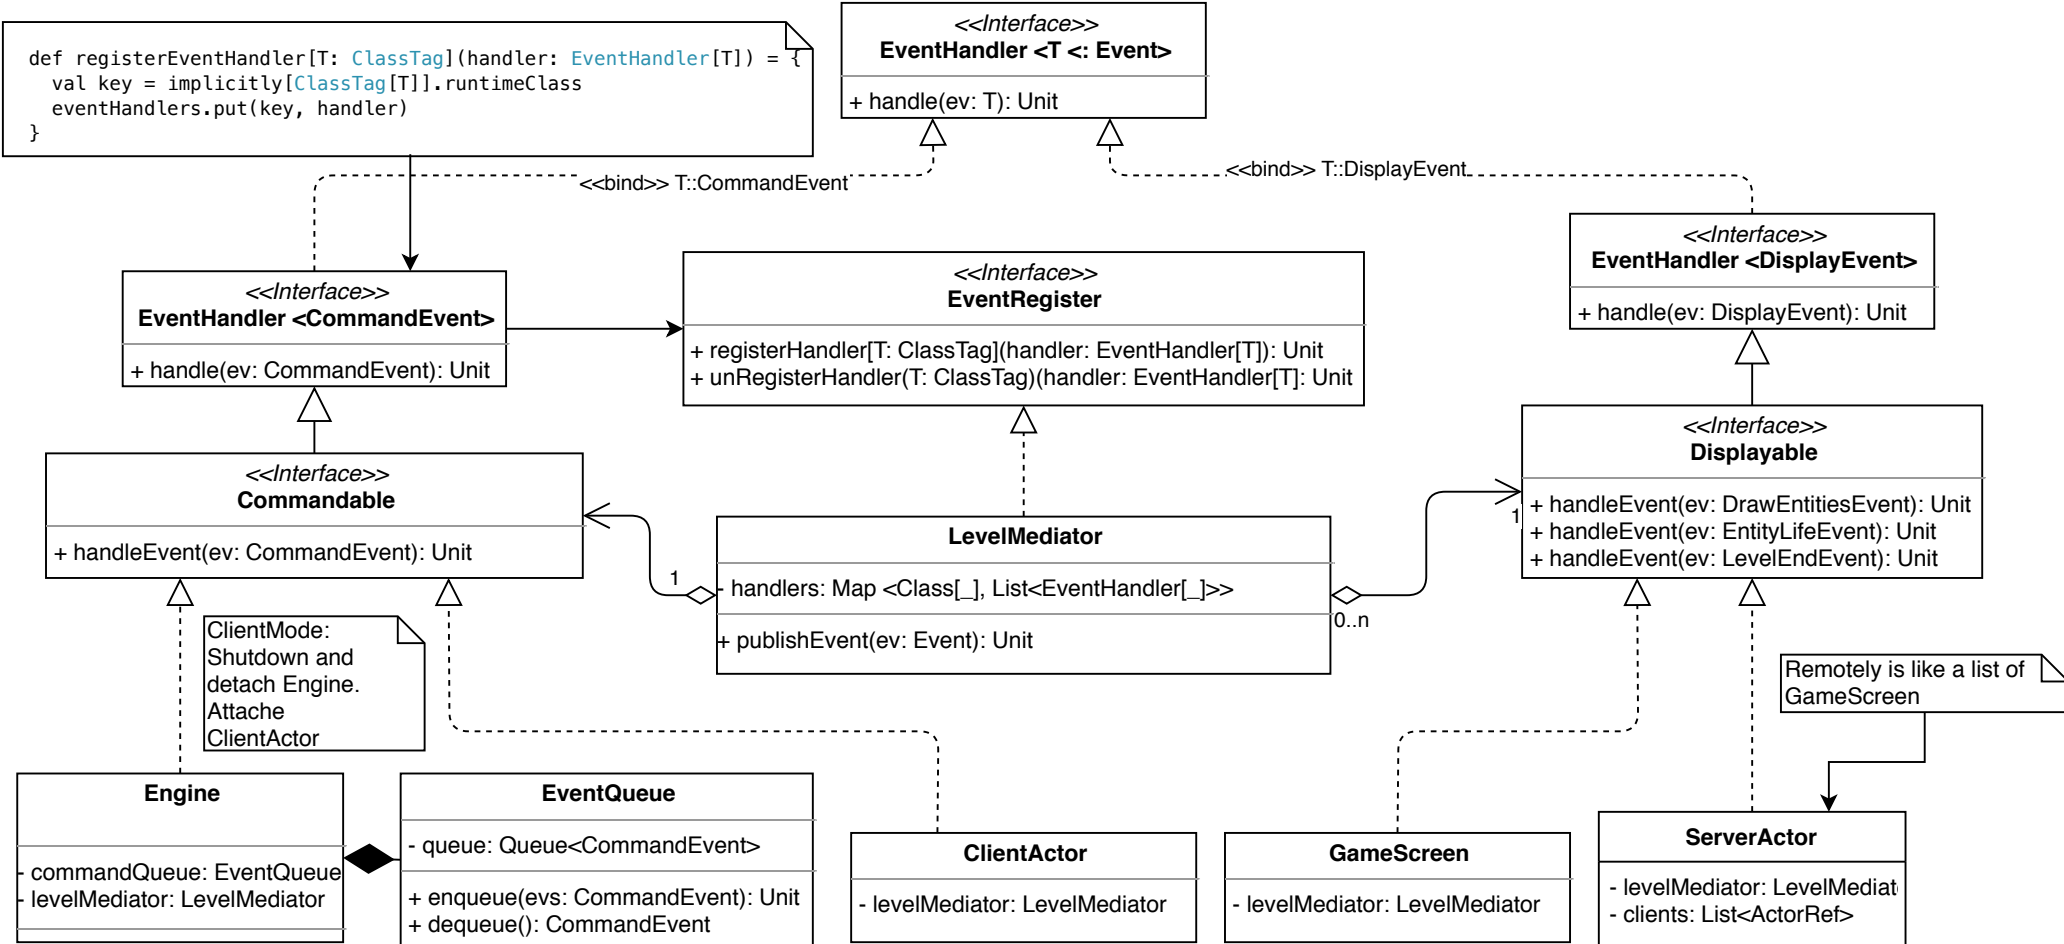 def registerEventHandler[T: ClassTag](handler: EventHandler[T]) = {
val key = implicitly[ClassTag[T]].runtimeClass
eventHandlers.put(key, handler)
}
<<Interface>>
EventHandler <T <: Event>
+ handle(ev: T): Unit
<<bind>> T::CommandEvent
<<bind>> T::DisplayEvent
<<Interface>>
EventHandler <CommandEvent>
+ handle(ev: CommandEvent): Unit
<<Interface>>
EventRegister
+ registerHandler[T: ClassTag](handler: EventHandler[T]): Unit
+ unRegisterHandler(T: ClassTag)(handler: EventHandler[T]: Unit
<<Interface>>
EventHandler <DisplayEvent>
+ handle(ev: DisplayEvent): Unit
<<Interface>>
Commandable
+ handleEvent(ev: CommandEvent): Unit
1
LevelMediator
- handlers: Map <Class[_], List<EventHandler[_]>>
+ publishEvent(ev: Event): Unit
0..n
1
<<Interface>>
Displayable
+ handleEvent(ev: DrawEntitiesEvent): Unit
+ handleEvent(ev: EntityLifeEvent): Unit
+ handleEvent(ev: LevelEndEvent): Unit
ClientMode:
Shutdown and
detach Engine.
Attache
ClientActor
Remotely is like a list of
GameScreen
Engine
- commandQueue: EventQueue
- levelMediator: LevelMediator
EventQueue
- queue: Queue<CommandEvent>
+ enqueue(evs: CommandEvent): Unit
+ dequeue(): CommandEvent
ClientActor
- levelMediator: LevelMediator
GameScreen
- levelMediator: LevelMediator
ServerActor
- levelMediator: LevelMediat
- clients: List<ActorRef>